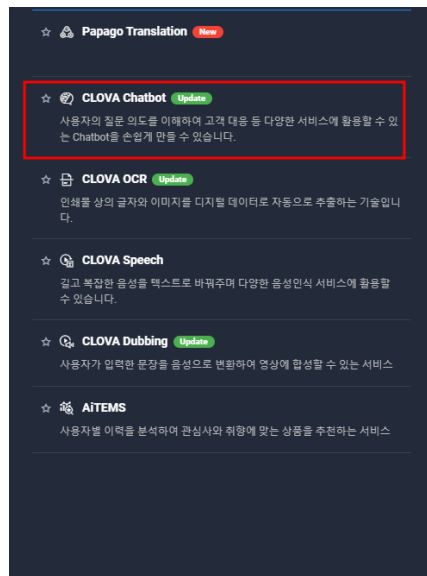 Papago Translation New
CLOVA Chatbot Update
사용자의 질문 의도를 이해하여 고객 대응 등 다양한 서비스에 활용할 수 있
는 Chatbot을 손쉽게 만들 수 있습니다.
CLOVA OCR Update
인쇄물 상의 글자와 이미지를 디지털 데이터로 자동으로 추출하는 기술입니
다.
CLOVA Speech
길고 복잡한 음성을 텍스트로 바꿔주며 다양한 음성인식 서비스에 활용할
수 있습니다.
CLOVA Dubbing Update
사용자가 입력한 문장을 음성으로 변환하여 영상에 합성할 수 있는 서비스
AiTEMS
사용자별 이력을 분석하여 관심사와 취향에 맞는 상품을 추천하는 서비스